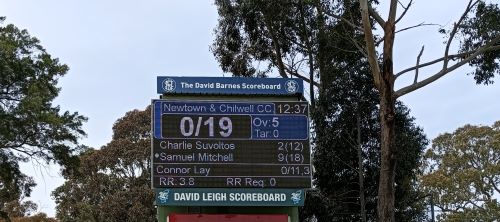 The David Barnes Scoreboard
Newtown & Chilwell CC 12:37
0/19 Ov: 5
Tar: 0
Charlie Suvoltos 2(12)
Samuel Mitchell 9(18)
Connor Lay 0/11,3
RR: 3.8 RR Req: 0
DAVID LEIGH SCOREBOARD